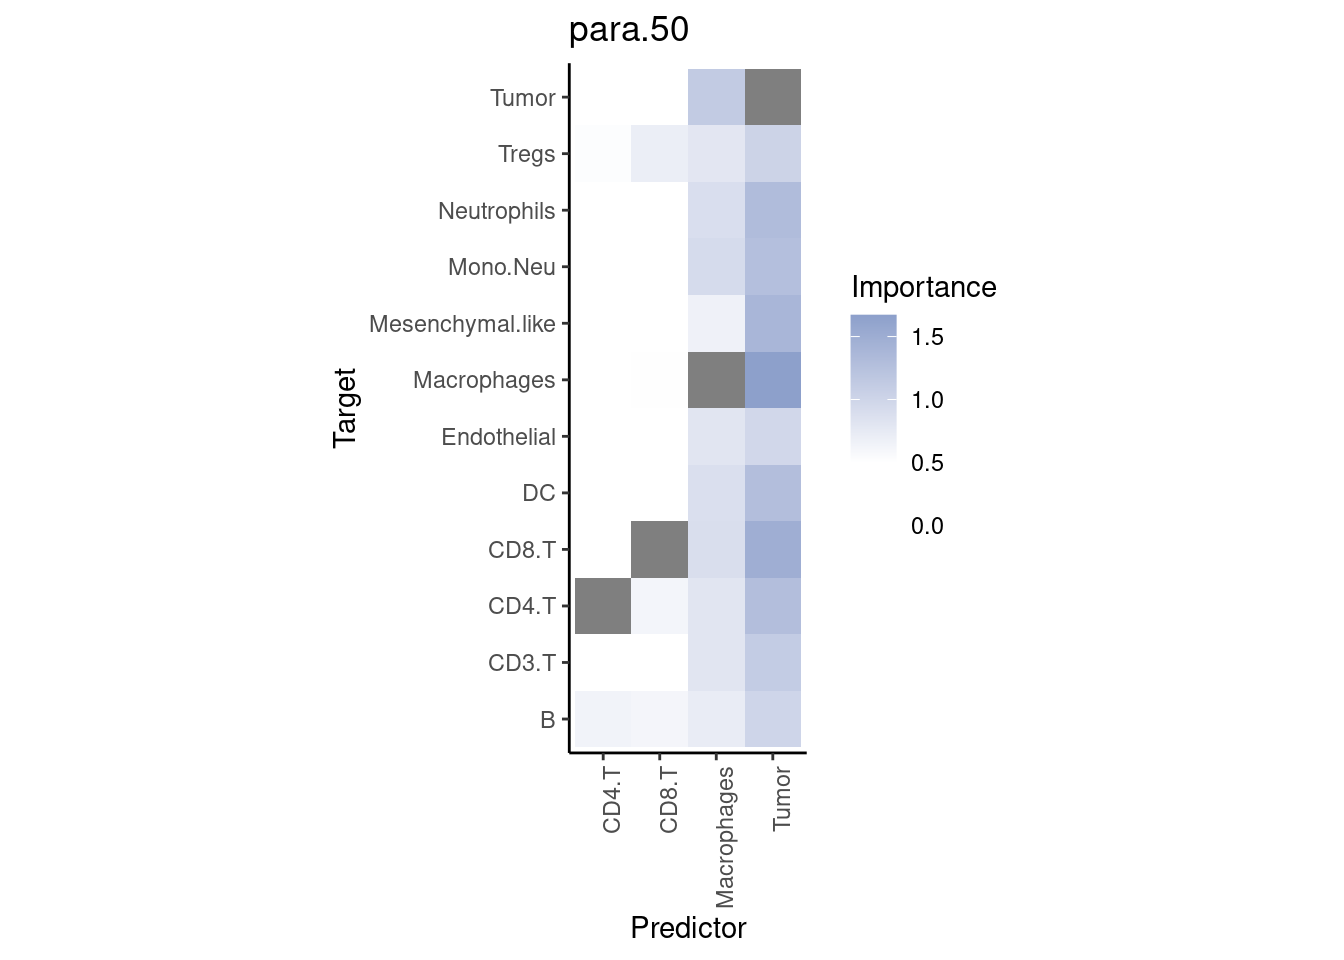 para.50
Tumor
Tregs
Neutrophils
Mono.Neu
Mesenchymal.like
Macrophages
Endothelial
DC
CD8.T
CD4.T
CD3.T
B
Target
CD4.T
CD8.T
Macrophages
Tumor
Predictor
Importance
1.5
1.0
0.5
0.0